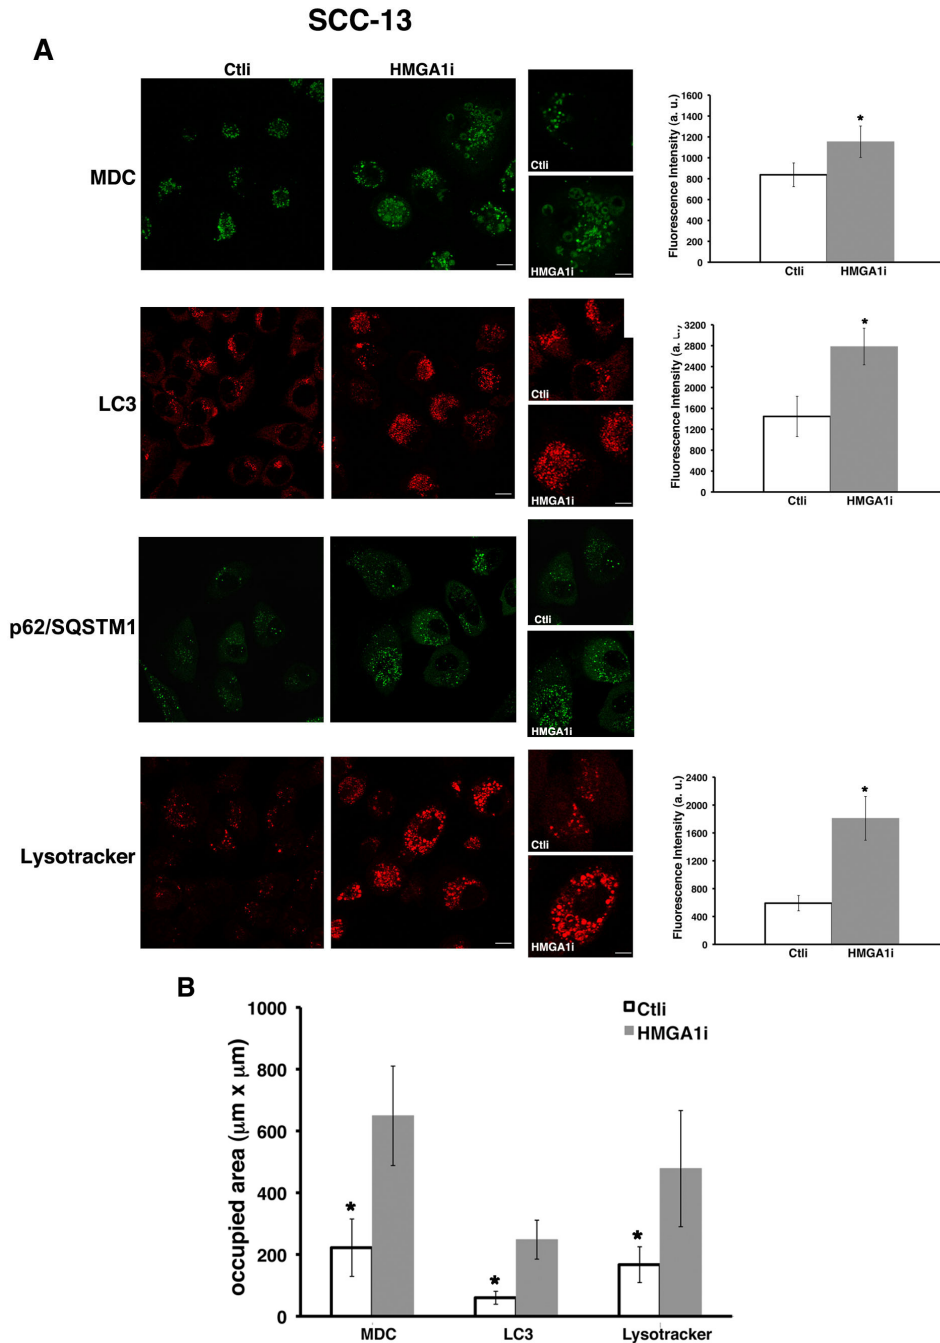 SCC-13
A
Ctli
HMGA1i
MDC
Ctli
HMGA1i
Fluorescence Intensity (a. u.)
1600
1400
1200
1000
800
600
400
200
0
*
Ctli
HMGA1i
LC3
Ctli
HMGA1i
Fluorescence Intensity (a. u.)
3200
2800
2400
2000
1600
1200
800
400
0
*
Ctli
HMGA1i
p62/SQSTM1
Ctli
HMGA1i
Lysotracker
Ctli
HMGA1i
Fluorescence Intensity (a. u.)
2400
2000
1600
1200
800
400
0
*
Ctli
HMGA1i
B
occupied area (μm x μm)
1000
800
600
400
200
0
Ctli
HMGA1i
*
*
*
MDC
LC3
Lysotracker